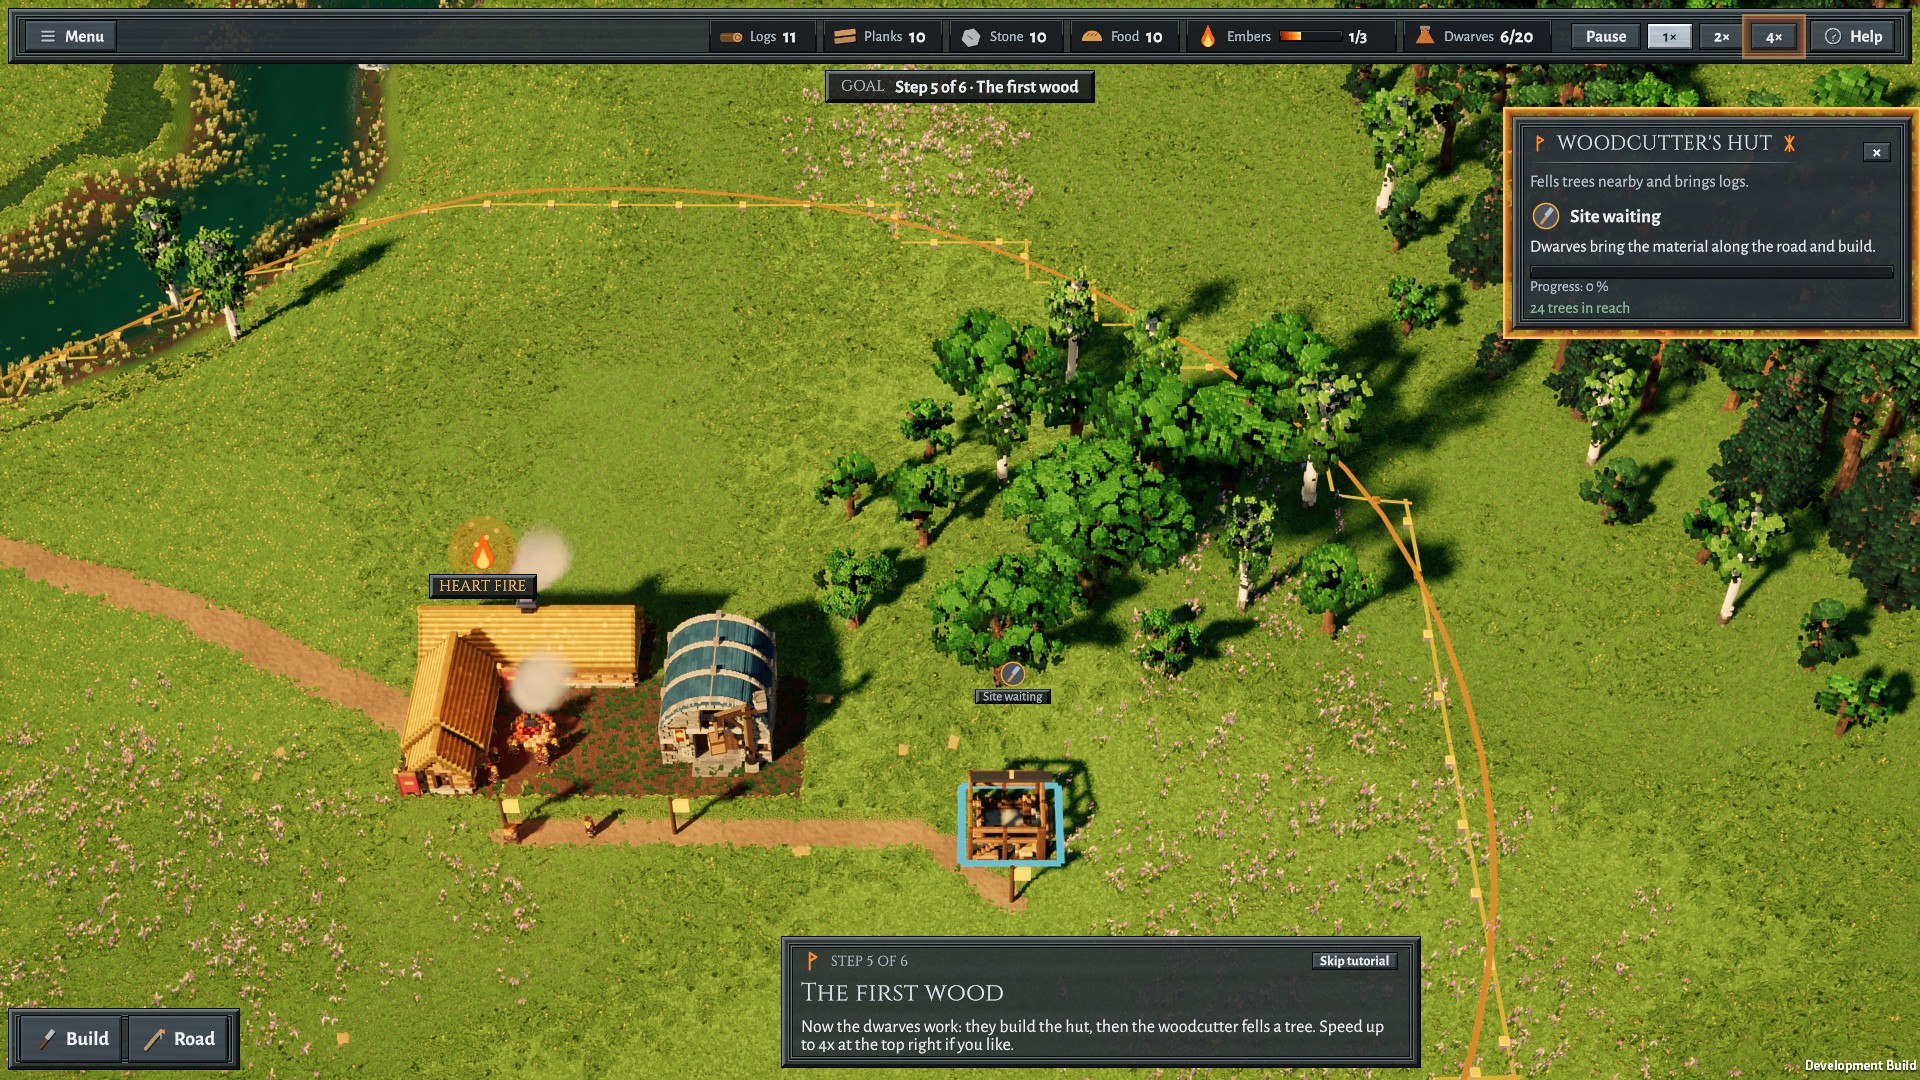 Menu
Logs 11
Planks 10
Stone 10
Food 10
Embers 1/3
Dwarves 6/20
Pause
1×
2×
4×
Help
GOAL Step 5 of 6 · The first wood
WOODCUTTER'S HUT
×
Fells trees nearby and brings logs.
Site waiting
Dwarves bring the material along the road and build.
Progress: 0 %
24 trees in reach
HEART FIRE
Site waiting
STEP 5 OF 6
Skip tutorial
THE FIRST WOOD
Now the dwarves work: they build the hut, then the woodcutter fells a tree. Speed up
to 4x at the top right if you like.
Build
Road
Development Build